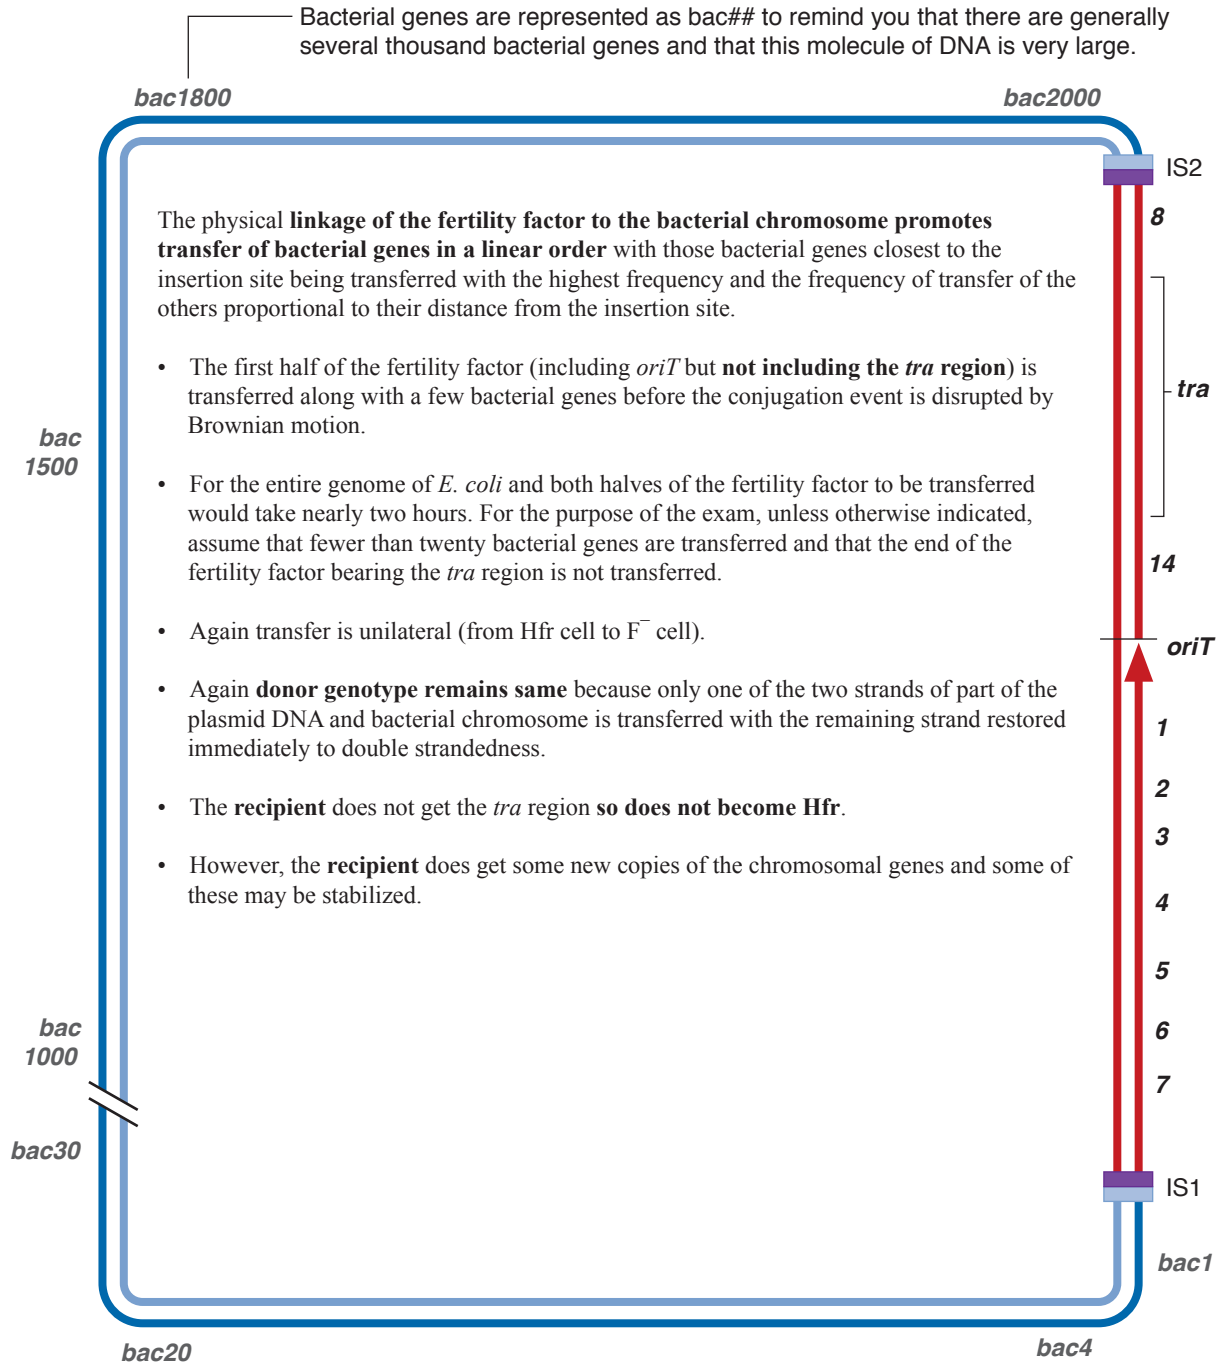 Bacterial genes are represented as bac## to remind you that there are generally
several thousand bacterial genes and that this molecule of DNA is very large.
bac1800
bac2000
IS2
The physical linkage of the fertility factor to the bacterial chromosome promotes
transfer of bacterial genes in a linear order with those bacterial genes closest to the
insertion site being transferred with the highest frequency and the frequency of transfer of the
others proportional to their distance from the insertion site.
8
• The first half of the fertility factor (including oriT but not including the tra region) is
transferred along with a few bacterial genes before the conjugation event is disrupted by
Brownian motion.
tra
bac
1500
• For the entire genome of E. coli and both halves of the fertility factor to be transferred
would take nearly two hours. For the purpose of the exam, unless otherwise indicated,
assume that fewer than twenty bacterial genes are transferred and that the end of the
fertility factor bearing the tra region is not transferred.
14
• Again transfer is unilateral (from Hfr cell to F⁻ cell).
oriT
• Again donor genotype remains same because only one of the two strands of part of the
plasmid DNA and bacterial chromosome is transferred with the remaining strand restored
immediately to double strandedness.
1
2
• The recipient does not get the tra region so does not become Hfr.
3
• However, the recipient does get some new copies of the chromosomal genes and some of
these may be stabilized.
4
5
6
7
bac
1000
bac30
IS1
bac1
bac4
bac20